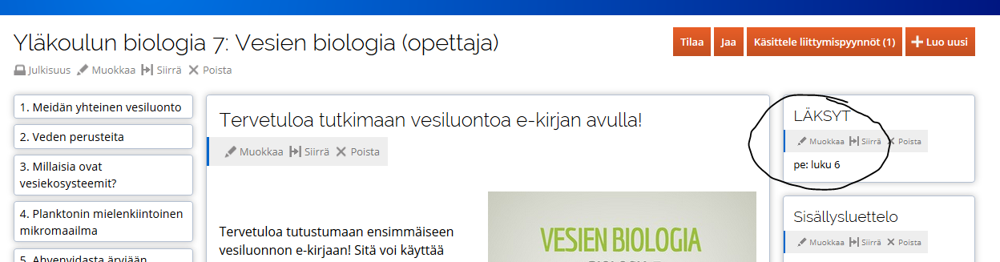 Yläkoulun biologia 7: Vesien biologia (opettaja)
Tilaa
Jaa
Käsittele liittymispyynnöt (1)
Luo uusi
Julkisuus Muokkaa Siirrä Poista
1. Meidän yhteinen vesiluonto
2. Veden perusteita
3. Millaisia ovat
vesiekosysteemit?
4. Planktonin mielenkiintoinen
mikromaailma
5. Ahvenvidasta ärviään
Tervetuloa tutkimaan vesiluontoa e-kirjan avulla!
Muokkaa Siirrä Poista
Tervetuloa tutustumaan ensimmäiseen
vesiluonnon e-kirjaan! Sitä voi käyttää
VESIEN BIOLOGIA
LÄKSYT
Muokkaa Siirrä Poista
pe: luku 6
Sisällysluettelo
Muokkaa Siirrä Poista